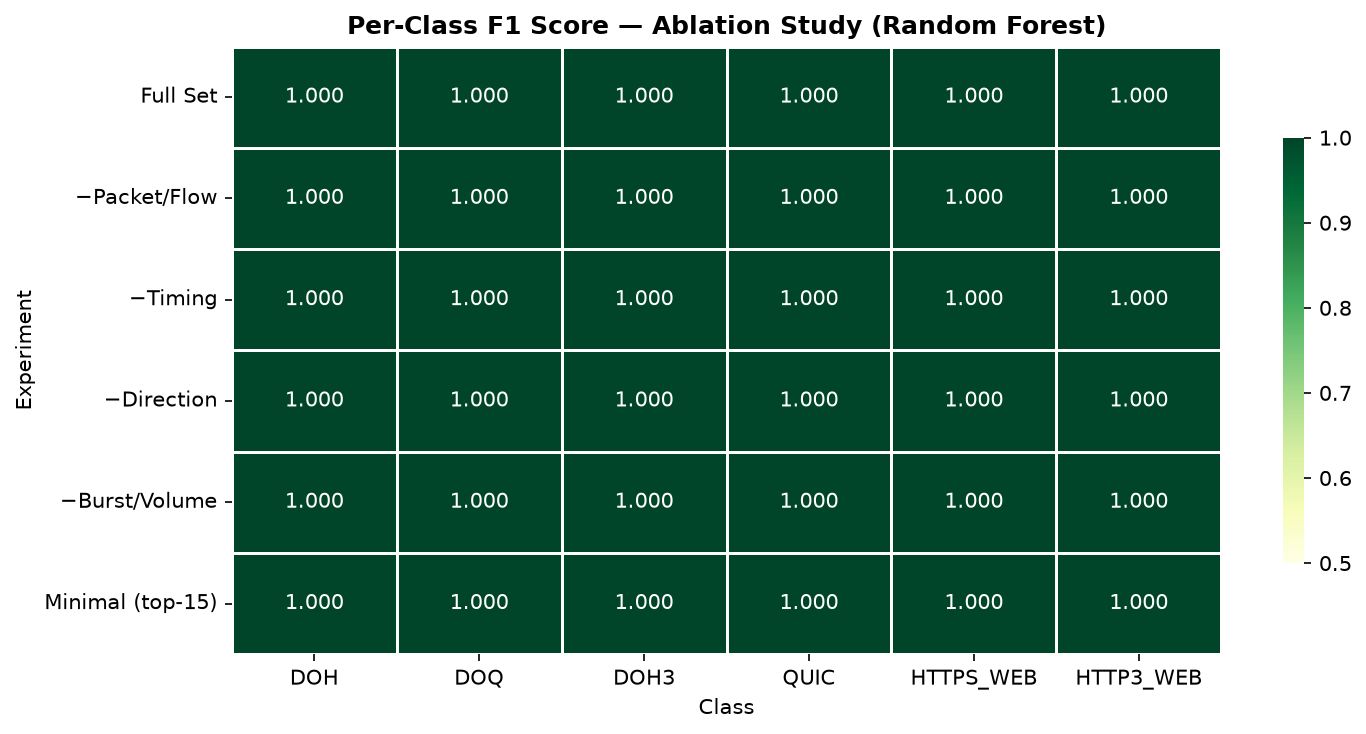 Per-Class F1 Score — Ablation Study (Random Forest)
Experiment
Full Set 1.000 1.000 1.000 1.000 1.000 1.000
−Packet/Flow 1.000 1.000 1.000 1.000 1.000 1.000
−Timing 1.000 1.000 1.000 1.000 1.000 1.000
−Direction 1.000 1.000 1.000 1.000 1.000 1.000
−Burst/Volume 1.000 1.000 1.000 1.000 1.000 1.000
Minimal (top-15) 1.000 1.000 1.000 1.000 1.000 1.000
DOH DOQ DOH3 QUIC HTTPS_WEB HTTP3_WEB
Class
1.0
0.9
0.8
0.7
0.6
0.5